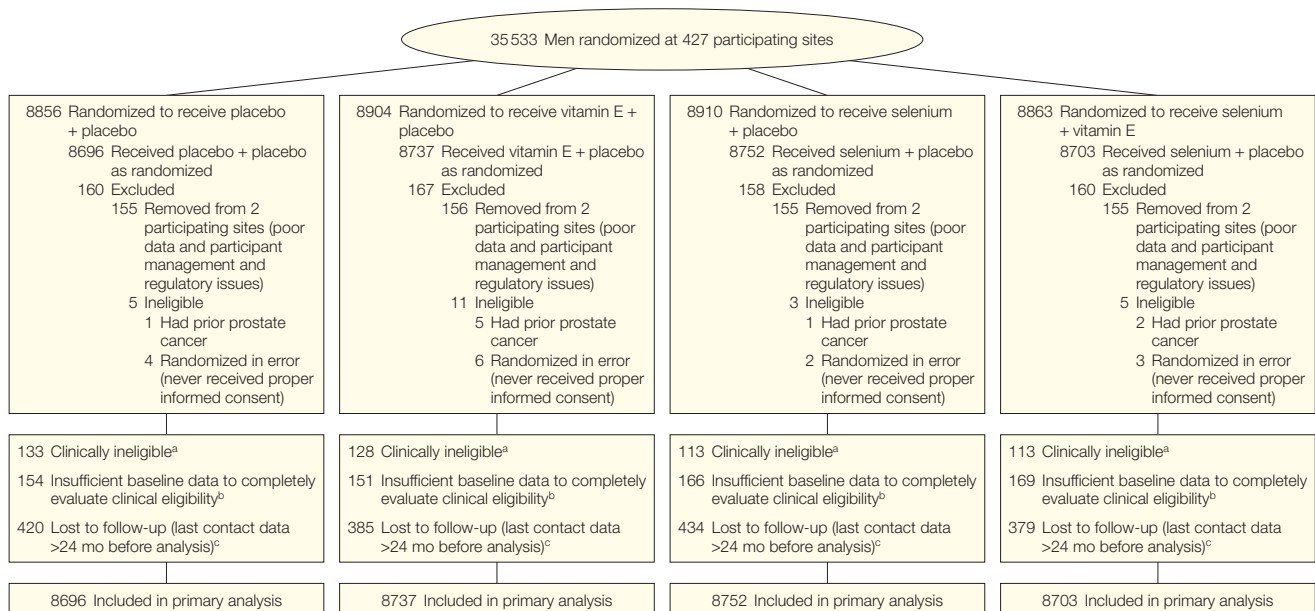 35 533 Men randomized at 427 participating sites
8856 Randomized to receive placebo
+ placebo
8696 Received placebo + placebo
as randomized
160 Excluded
155 Removed from 2
participating sites (poor
data and participant
management and
regulatory issues)
5 Ineligible
1 Had prior prostate
cancer
4 Randomized in error
(never received proper
informed consent)
8904 Randomized to receive vitamin E +
placebo
8737 Received vitamin E + placebo
as randomized
167 Excluded
156 Removed from 2
participating sites (poor
data and participant
management and
regulatory issues)
11 Ineligible
5 Had prior prostate
cancer
6 Randomized in error
(never received proper
informed consent)
8910 Randomized to receive selenium
+ placebo
8752 Received selenium + placebo
as randomized
158 Excluded
155 Removed from 2
participating sites (poor
data and participant
management and
regulatory issues)
3 Ineligible
1 Had prior prostate
cancer
2 Randomized in error
(never received proper
informed consent)
8863 Randomized to receive selenium
+ vitamin E
8703 Received selenium + placebo
as randomized
160 Excluded
155 Removed from 2
participating sites (poor
data and participant
management and
regulatory issues)
5 Ineligible
2 Had prior prostate
cancer
3 Randomized in error
(never received proper
informed consent)
133 Clinically ineligibleᵃ
154 Insufficient baseline data to completely
evaluate clinical eligibilityᵇ
420 Lost to follow-up (last contact data
>24 mo before analysis)ᶜ
128 Clinically ineligibleᵃ
151 Insufficient baseline data to completely
evaluate clinical eligibilityᵇ
385 Lost to follow-up (last contact data
>24 mo before analysis)ᶜ
113 Clinically ineligibleᵃ
166 Insufficient baseline data to completely
evaluate clinical eligibilityᵇ
434 Lost to follow-up (last contact data
>24 mo before analysis)ᶜ
113 Clinically ineligibleᵃ
169 Insufficient baseline data to completely
evaluate clinical eligibilityᵇ
379 Lost to follow-up (last contact data
>24 mo before analysis)ᶜ
8696 Included in primary analysis
8737 Included in primary analysis
8752 Included in primary analysis
8703 Included in primary analysis